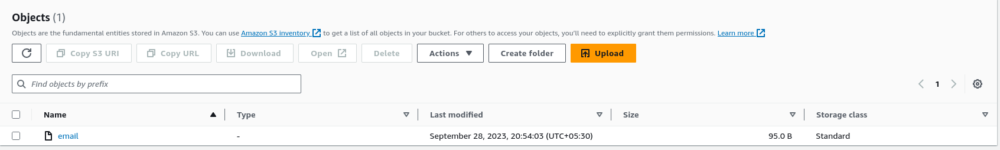 Objects (1)
Objects are the fundamental entities stored in Amazon S3. You can use Amazon S3 inventory to get a list of all objects in your bucket. For others to access your objects, you'll need to explicitly grant them permissions. Learn more
Copy S3 URI Copy URL Download Open Delete Actions Create folder Upload
Find objects by prefix 1
Name Type Last modified Size Storage class
email - September 28, 2023, 20:54:03 (UTC+05:30) 95.0 B Standard